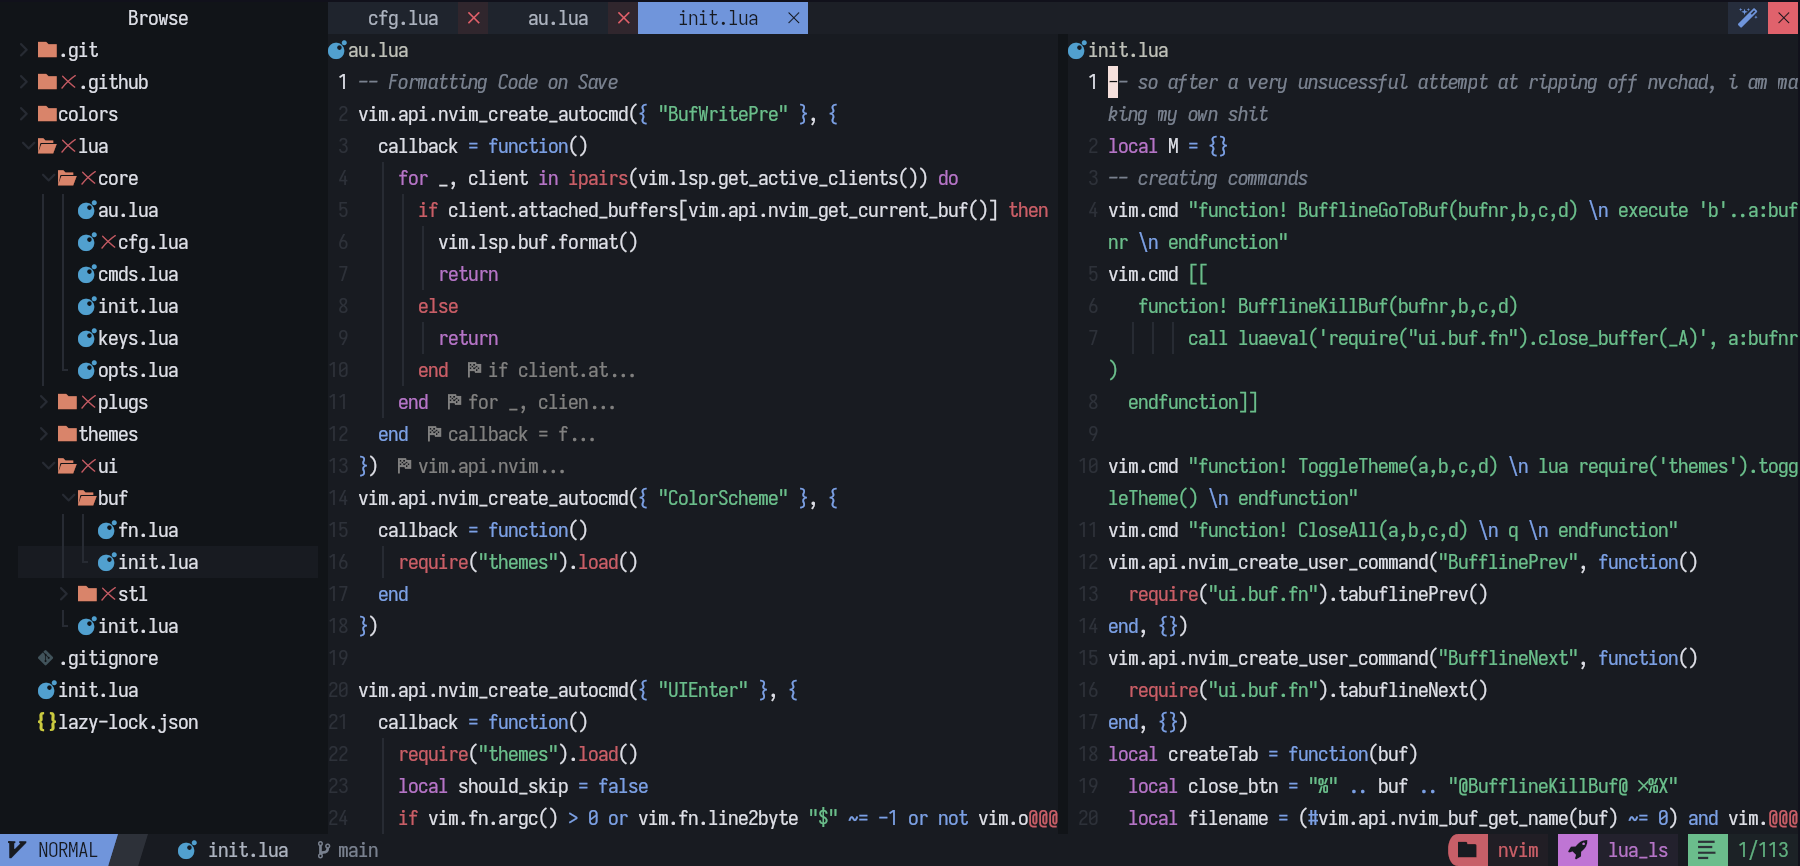 Browse
.git
.github
colors
lua
core
au.lua
cfg.lua
cmds.lua
init.lua
keys.lua
opts.lua
plugs
themes
ui
buf
fn.lua
init.lua
stl
init.lua
.gitignore
init.lua
lazy-lock.json
cfg.lua × au.lua × init.lua ×
au.lua
1 -- Formatting Code on Save
2 vim.api.nvim_create_autocmd({ "BufWritePre" }, {
3 callback = function()
4 for _, client in ipairs(vim.lsp.get_active_clients()) do
5 if client.attached_buffers[vim.api.nvim_get_current_buf()] then
6 vim.lsp.buf.format()
7 return
8 else
9 return
10 end if client.at...
11 end for _, clien...
12 end callback = f...
13 }) vim.api.nvim...
14 vim.api.nvim_create_autocmd({ "ColorScheme" }, {
15 callback = function()
16 require("themes").load()
17 end
18 })
19
20 vim.api.nvim_create_autocmd({ "UIEnter" }, {
21 callback = function()
22 require("themes").load()
23 local should_skip = false
24 if vim.fn.argc() > 0 or vim.fn.line2byte "$" ~= -1 or not vim.o@@@
init.lua
1 -- so after a very unsucessful attempt at ripping off nvchad, i am ma
king my own shit
2 local M = {}
3 -- creating commands
4 vim.cmd "function! BufflineGoToBuf(bufnr,b,c,d) \n execute 'b'..a:buf
nr \n endfunction"
5 vim.cmd [[
6 function! BufflineKillBuf(bufnr,b,c,d)
7 call luaeval('require("ui.buf.fn").close_buffer(_A)', a:bufnr
)
8 endfunction]]
9
10 vim.cmd "function! ToggleTheme(a,b,c,d) \n lua require('themes').togg
leTheme() \n endfunction"
11 vim.cmd "function! CloseAll(a,b,c,d) \n q \n endfunction"
12 vim.api.nvim_create_user_command("BufflinePrev", function()
13 require("ui.buf.fn").tabuflinePrev()
14 end, {})
15 vim.api.nvim_create_user_command("BufflineNext", function()
16 require("ui.buf.fn").tabuflineNext()
17 end, {})
18 local createTab = function(buf)
19 local close_btn = "%" .. buf .. "@BufflineKillBuf@ ×%X"
20 local filename = (#vim.api.nvim_buf_get_name(buf) ~= 0) and vim.@@@
NORMAL init.lua main nvim lua_ls 1/113